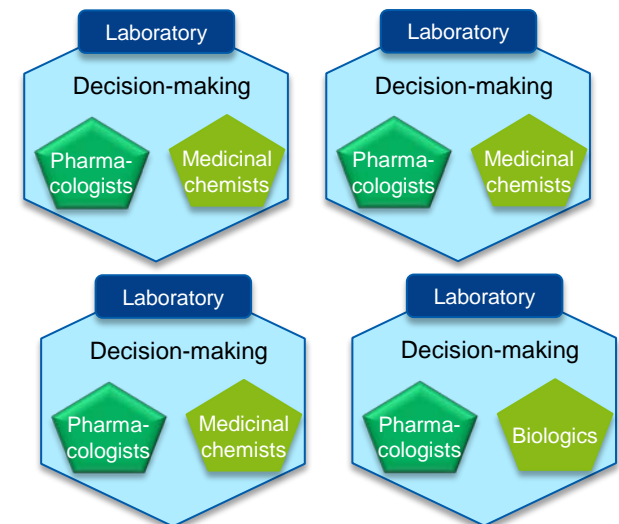 Laboratory
Decision-making
Pharma-
cologists
Medicinal
chemists
Laboratory
Decision-making
Pharma-
cologists
Medicinal
chemists
Laboratory
Decision-making
Pharma-
cologists
Medicinal
chemists
Laboratory
Decision-making
Pharma-
cologists
Biologics